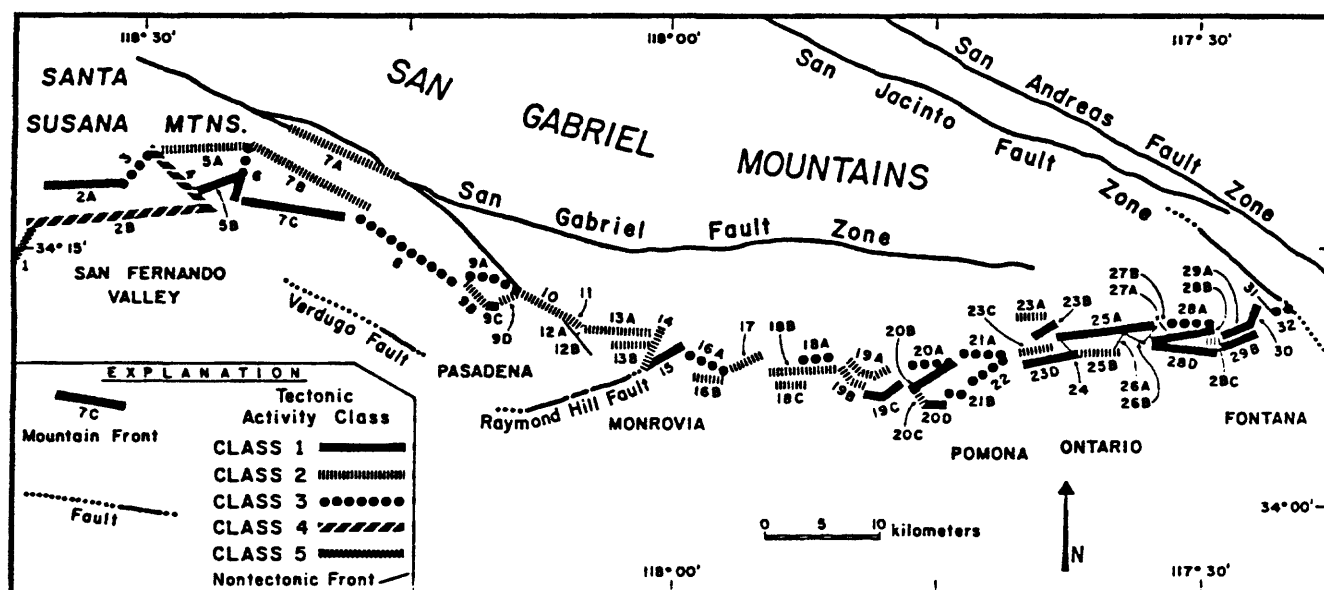 118° 30'
118° 00'
117° 30'
SANTA
SUSANA MTNS.
SAN
GABRIEL
MOUNTAINS
San Andreas Fault Zone
San Jacinto Fault Zone
San Gabriel Fault Zone
3
5A
7A
4
6
2A
7B
2B
5B
7C
34° 15'
1
8
SAN FERNANDO
VALLEY
Verdugo Fault
9A
9B
9C
9D
10
11
12A
12B
13A
13B
14
15
PASADENA
Raymond Hill Fault
MONROVIA
16A
16B
17
18B
18A
18C
19A
19B
19C
20B
20A
20C
20D
21A
21B
22
23C
23A
23B
23D
24
25A
25B
27B
27A
26A
26B
28A
29A
28B
28D
28C
29B
30
31
32
POMONA
ONTARIO
FONTANA
34° 00'
EXPLANATION
7C
Mountain Front
Fault
Tectonic
Activity Class
CLASS 1
CLASS 2
CLASS 3
CLASS 4
CLASS 5
Nontectonic Front
0 5 10 kilometers
N
118° 00'
117° 30'